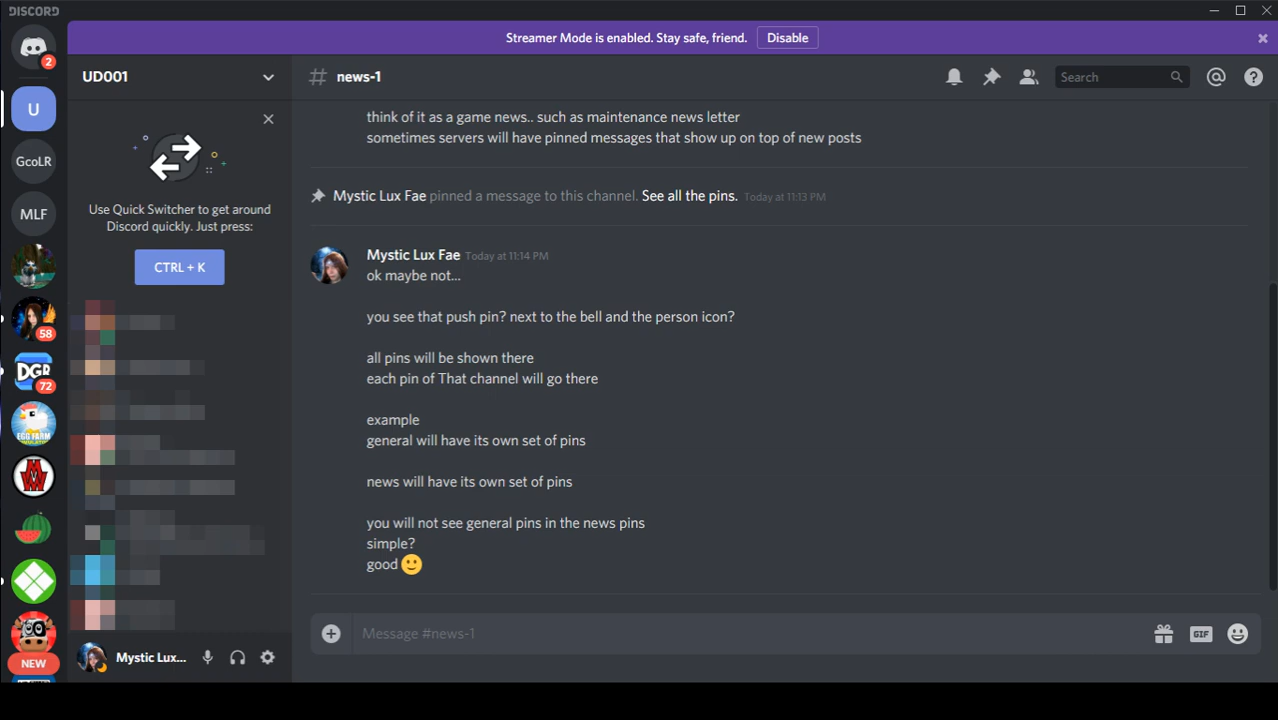 DISCORD
Streamer Mode is enabled. Stay safe, friend.
Disable
2
UD001
news-1
Search
U
GcoLR
MLF
58
DGR
72
EGG FARM
NEW
Use Quick Switcher to get around
Discord quickly. Just press:
CTRL + K
think of it as a game news.. such as maintenance news letter
sometimes servers will have pinned messages that show up on top of new posts
Mystic Lux Fae pinned a message to this channel. See all the pins. Today at 11:13 PM
Mystic Lux Fae Today at 11:14 PM
ok maybe not...
you see that push pin? next to the bell and the person icon?
all pins will be shown there
each pin of That channel will go there
example
general will have its own set of pins
news will have its own set of pins
you will not see general pins in the news pins
simple?
good
Message #news-1
GIF
Mystic Lux...